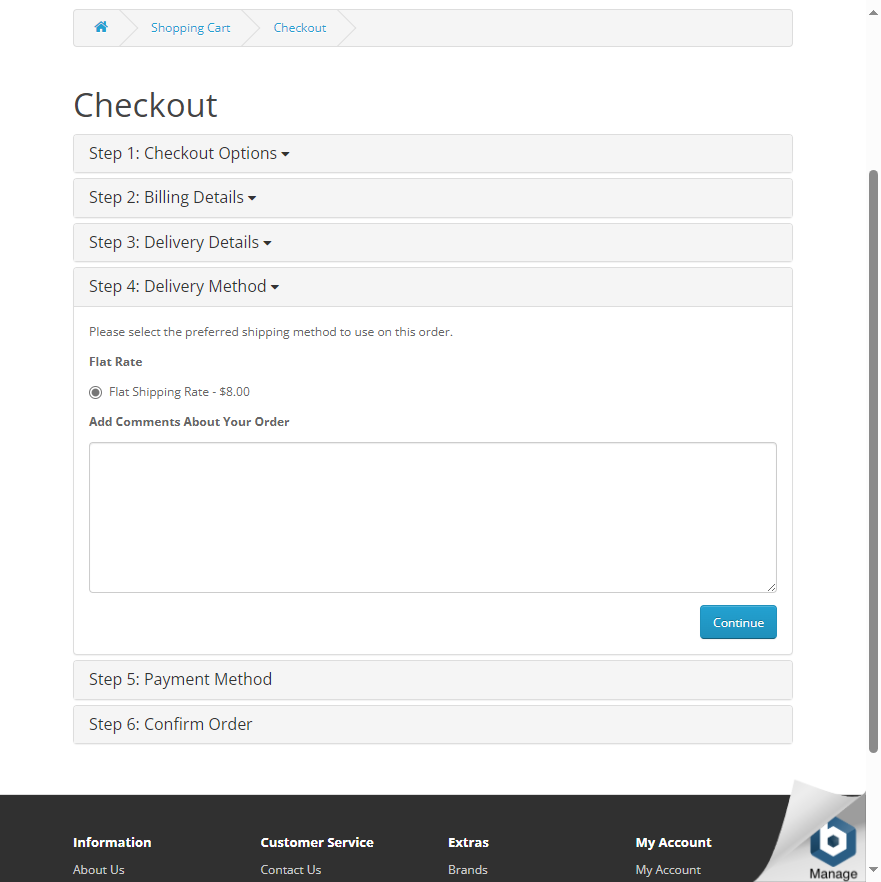 Shopping Cart
Checkout
Checkout
Step 1: Checkout Options
Step 2: Billing Details
Step 3: Delivery Details
Step 4: Delivery Method
Please select the preferred shipping method to use on this order.
Flat Rate
Flat Shipping Rate - $8.00
Add Comments About Your Order
Continue
Step 5: Payment Method
Step 6: Confirm Order
Information
Customer Service
Extras
My Account
About Us
Contact Us
Brands
My Account
Manage